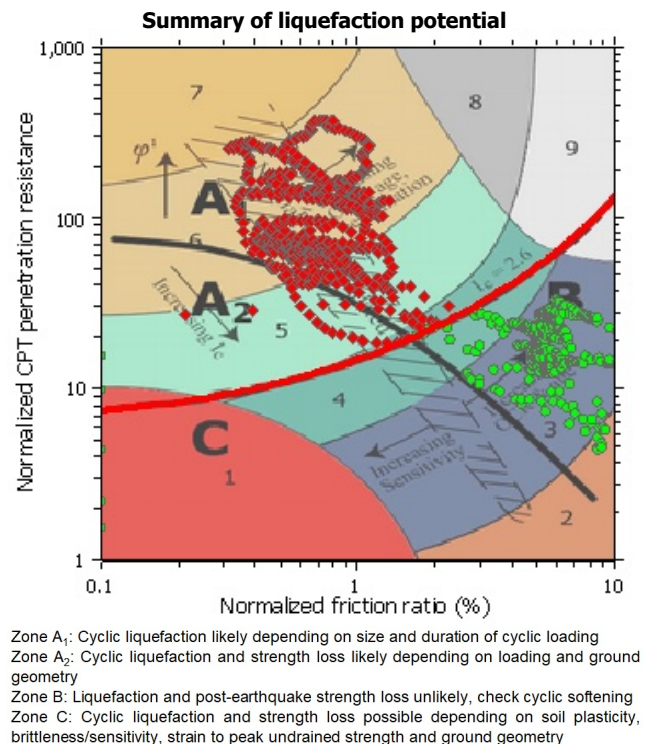 Summary of liquefaction potential
1,000
7
8
9
φ'
A
100
6
A2
B
Ic = 2.6
Increasing Ic
5
10
4
C
3
1
Increasing
Sensitivity
2
1
0.1
1
10
Normalized CPT penetration resistance
Normalized friction ratio (%)
Zone A₁: Cyclic liquefaction likely depending on size and duration of cyclic loading
Zone A₂: Cyclic liquefaction and strength loss likely depending on loading and ground
geometry
Zone B: Liquefaction and post-earthquake strength loss unlikely, check cyclic softening
Zone C: Cyclic liquefaction and strength loss possible depending on soil plasticity,
brittleness/sensitivity, strain to peak undrained strength and ground geometry